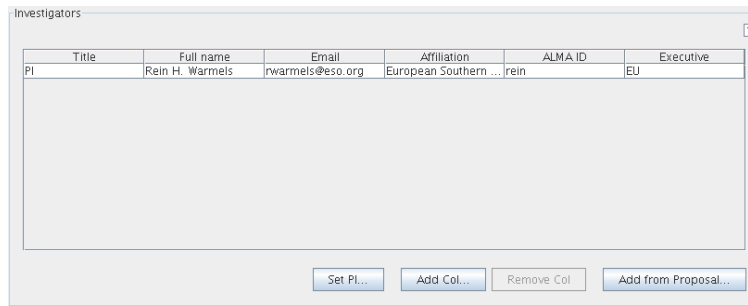 Investigators
Title Full name Email Affiliation ALMA ID Executive
PI Rein H. Warmels rwarmels@eso.org European Southern ... rein EU
Set PI... Add CoI... Remove CoI Add from Proposal...